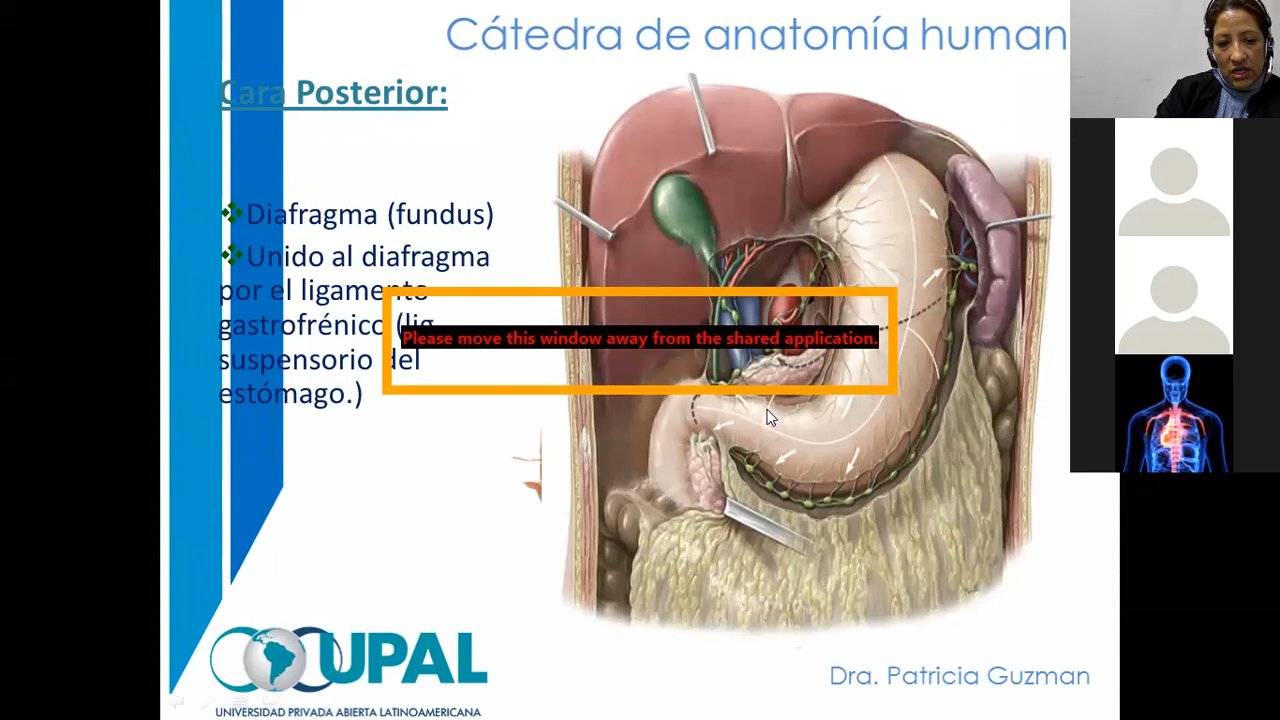 Cátedra de anatomía human
Cara Posterior:
Diafragma (fundus)
Unido al diafragma
por el ligamento
gastrofrénico (lig
suspensorio del
estómago.)
Please move this window away from the shared application.
UPAL
UNIVERSIDAD PRIVADA ABIERTA LATINOAMERICANA
Dra. Patricia Guzman